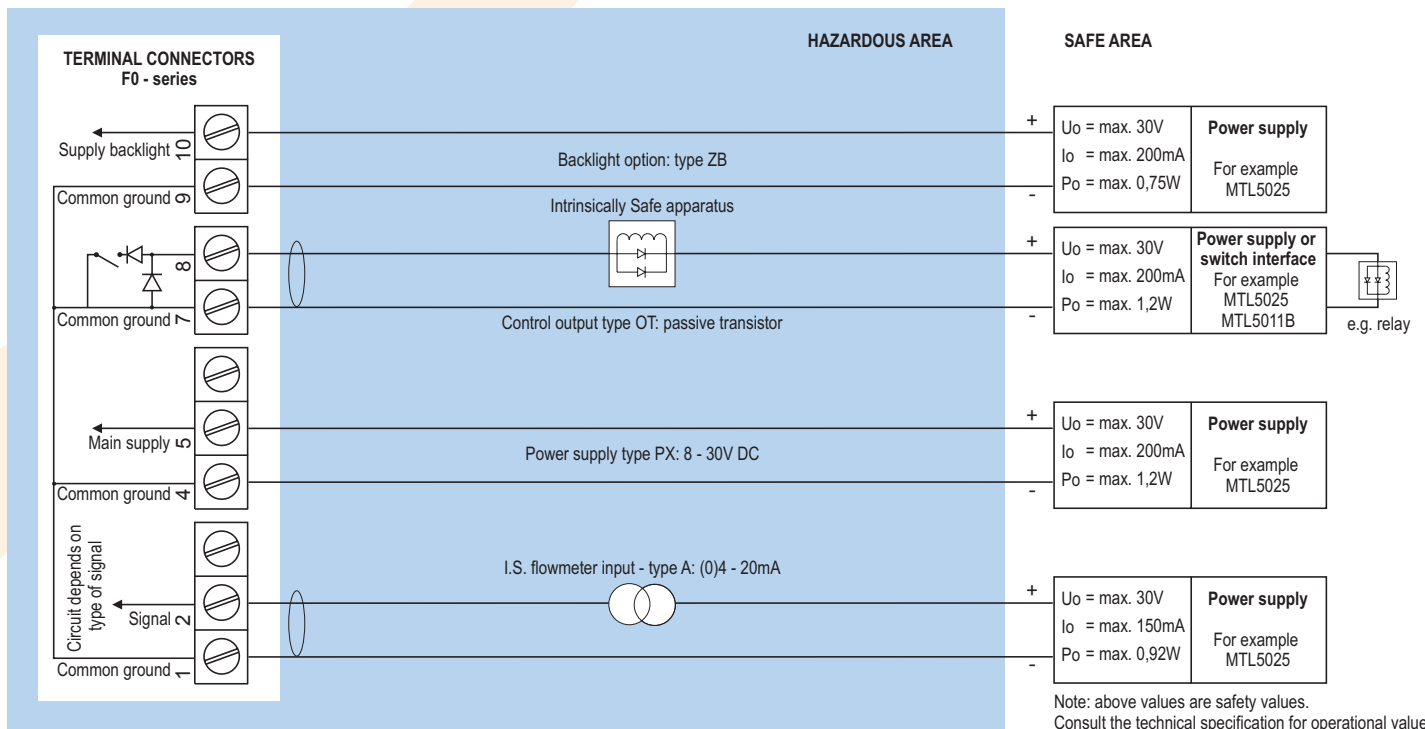 HAZARDOUS AREA
SAFE AREA
TERMINAL CONNECTORS
F0 - series
Supply backlight 10
Common ground 9
Backlight option: type ZB
+
-
Uo = max. 30V
Io = max. 200mA
Po = max. 0,75W
Power supply
For example
MTL5025
8
Common ground 7
Intrinsically Safe apparatus
Control output type OT: passive transistor
+
-
Uo = max. 30V
Io = max. 200mA
Po = max. 1,2W
Power supply or
switch interface
For example
MTL5025
MTL5011B
e.g. relay
Main supply 5
Common ground 4
Power supply type PX: 8 - 30V DC
+
-
Uo = max. 30V
Io = max. 200mA
Po = max. 1,2W
Power supply
For example
MTL5025
Circuit depends on
type of signal
Signal 2
Common ground 1
I.S. flowmeter input - type A: (0)4 - 20mA
+
-
Uo = max. 30V
Io = max. 150mA
Po = max. 0,92W
Power supply
For example
MTL5025
Note: above values are safety values.
Consult the technical specification for operational value